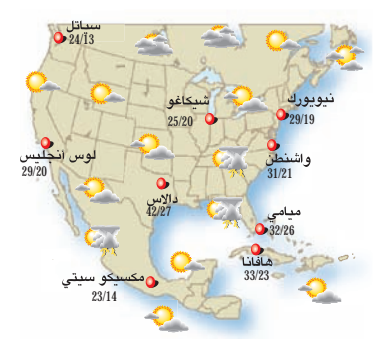 سياتل
24/13
شيكاغو
25/20
نيويورك
29/19
واشنطن
31/21
لوس أنجليس
29/20
دالاس
42/27
ميامي
32/26
هافانا
33/23
مكسيكو سيتي
23/14